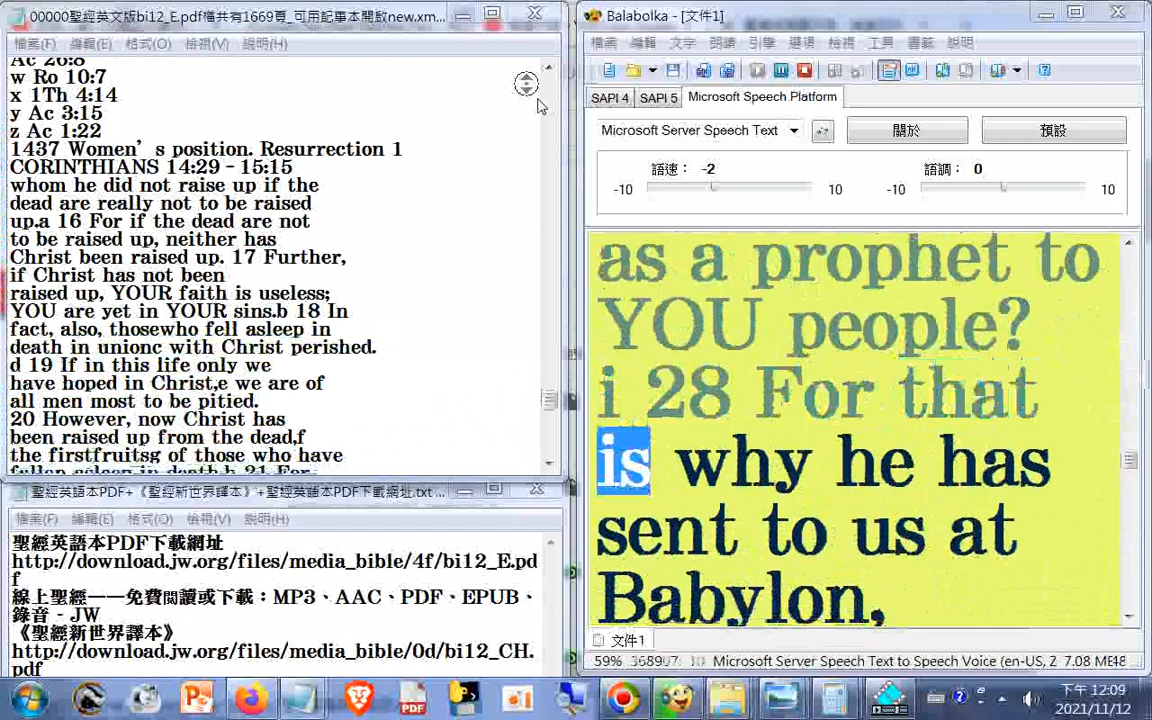 00000聖經英文版bi12_E.pdf檔共有1669頁_可用記事本開啟new.xm...
檔案(F) 編輯(E) 格式(O) 檢視(V) 說明(H)
Ac 26:8
w Ro 10:7
x 1Th 4:14
y Ac 3:15
z Ac 1:22
1437 Women’s position. Resurrection 1
CORINTHIANS 14:29–15:15
whom he did not raise up if the
dead are really not to be raised
up.a 16 For if the dead are not
to be raised up, neither has
Christ been raised up. 17 Further,
if Christ has not been
raised up, YOUR faith is useless;
YOU are yet in YOUR sins.b 18 In
fact, also, thosewho fell asleep in
death in unionc with Christ perished.
d 19 If in this life only we
have hoped in Christ,e we are of
all men most to be pitied.
20 However, now Christ has
been raised up from the dead,f
the firstfruitsg of those who have
fallen asleep in death.h 21 For
聖經英語本PDF+《聖經新世界譯本》+聖經英語本PDF下載網址.txt ...
檔案(F) 編輯(E) 格式(O) 檢視(V) 說明(H)
聖經英語本PDF下載網址
http://download.jw.org/files/media_bible/4f/bi12_E.pd
f
線上聖經——免費閱讀或下載：MP3、AAC、PDF、EPUB、
錄音 - JW
《聖經新世界譯本》
http://download.jw.org/files/media_bible/0d/bi12_CH.
pdf
Balabolka - [文件1]
檔案 編輯 文字 朗讀 引擎 選項 檢視 工具 書籤 說明
SAPI 4 SAPI 5 Microsoft Speech Platform
Microsoft Server Speech Text 關於 預設
語速： -2 語調： 0
-10 10 -10 10
as a prophet to
YOU people?
i 28 For that
is why he has
sent to us at
Babylon,
文件1
59% Microsoft Server Speech Text to Speech Voice (en-US, Z 7.08 ME48
下午 12:09
2021/11/12